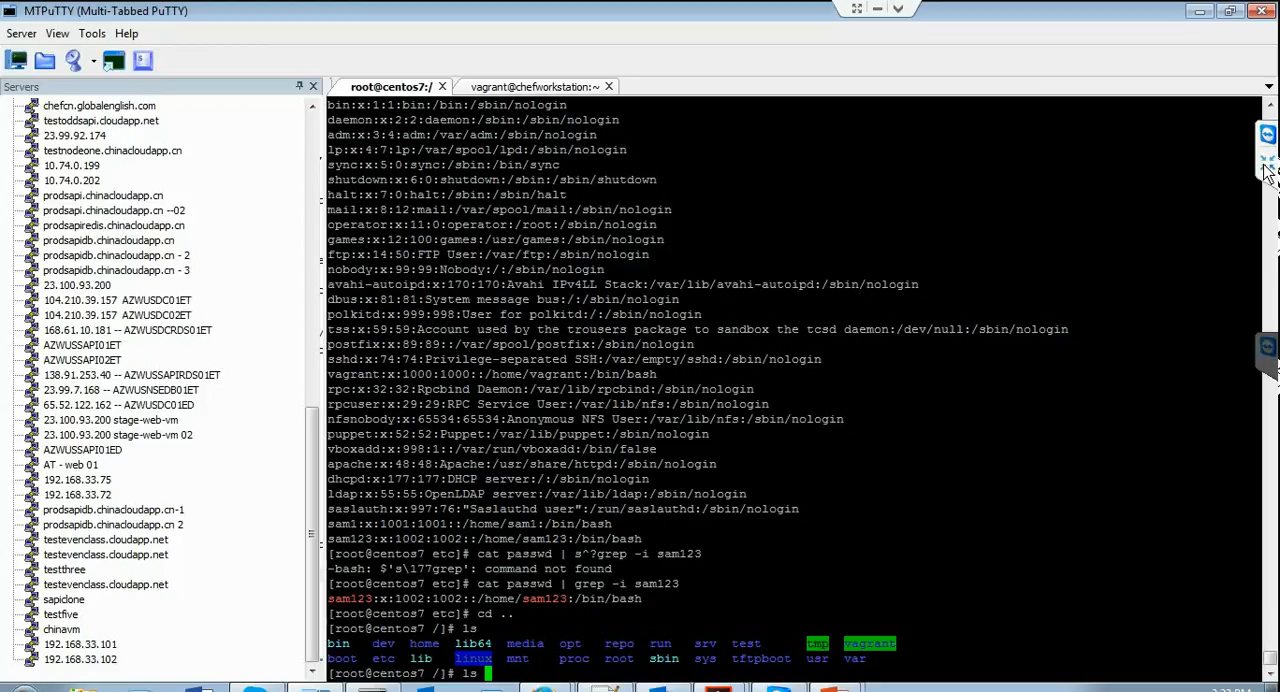 MTPuTTY (Multi-Tabbed PuTTY)
Server View Tools Help
Servers
root@centos7:/
vagrant@chefworkstation:~
chefcn.globalenglish.com
testoddsapi.cloudapp.net
23.99.92.174
testnodeone.chinacloudapp.cn
10.74.0.199
10.74.0.202
prodsapi.chinacloudapp.cn
prodsapi.chinacloudapp.cn --02
prodsapiredis.chinacloudapp.cn
prodsapidb.chinacloudapp.cn
prodsapidb.chinacloudapp.cn - 2
prodsapidb.chinacloudapp.cn - 3
23.100.93.200
104.210.39.157 AZWUSDC01ET
104.210.39.157 AZWUSDC02ET
168.61.10.181 -- AZWUSDCRDS01ET
AZWUSSAPI01ET
AZWUSSAPI02ET
138.91.253.40 -- AZWUSSAPIRDS01ET
23.99.7.168 -- AZWUSNSEDB01ET
65.52.122.162 -- AZWUSDC01ED
23.100.93.200 stage-web-vm
23.100.93.200 stage-web-vm 02
AZWUSSAPI01ED
AT - web 01
192.168.33.75
192.168.33.72
prodsapidb.chinacloudapp.cn-1
prodsapidb.chinacloudapp.cn 2
testevenclass.cloudapp.net
testevenclass.cloudapp.net
testthree
testevenclass.cloudapp.net
sapiclone
testfive
chinavm
192.168.33.101
192.168.33.102
bin:x:1:1:bin:/bin:/sbin/nologin
daemon:x:2:2:daemon:/sbin:/sbin/nologin
adm:x:3:4:adm:/var/adm:/sbin/nologin
lp:x:4:7:lp:/var/spool/lpd:/sbin/nologin
sync:x:5:0:sync:/sbin:/bin/sync
shutdown:x:6:0:shutdown:/sbin:/sbin/shutdown
halt:x:7:0:halt:/sbin:/sbin/halt
mail:x:8:12:mail:/var/spool/mail:/sbin/nologin
operator:x:11:0:operator:/root:/sbin/nologin
games:x:12:100:games:/usr/games:/sbin/nologin
ftp:x:14:50:FTP User:/var/ftp:/sbin/nologin
nobody:x:99:99:Nobody:/:/sbin/nologin
avahi-autoipd:x:170:170:Avahi IPv4LL Stack:/var/lib/avahi-autoipd:/sbin/nologin
dbus:x:81:81:System message bus:/:/sbin/nologin
polkitd:x:999:998:User for polkitd:/:/sbin/nologin
tss:x:59:59:Account used by the trousers package to sandbox the tcsd daemon:/dev/null:/sbin/nologin
postfix:x:89:89::/var/spool/postfix:/sbin/nologin
sshd:x:74:74:Privilege-separated SSH:/var/empty/sshd:/sbin/nologin
vagrant:x:1000:1000::/home/vagrant:/bin/bash
rpc:x:32:32:Rpcbind Daemon:/var/lib/rpcbind:/sbin/nologin
rpcuser:x:29:29:RPC Service User:/var/lib/nfs:/sbin/nologin
nfsnobody:x:65534:65534:Anonymous NFS User:/var/lib/nfs:/sbin/nologin
puppet:x:52:52:Puppet:/var/lib/puppet:/sbin/nologin
vboxadd:x:998:1::/var/run/vboxadd:/bin/false
apache:x:48:48:Apache:/usr/share/httpd:/sbin/nologin
dhcpd:x:177:177:DHCP server:/:/sbin/nologin
ldap:x:55:55:OpenLDAP server:/var/lib/ldap:/sbin/nologin
saslauth:x:997:76:"Saslauthd user":/run/saslauthd:/sbin/nologin
sam1:x:1001:1001::/home/sam1:/bin/bash
sam123:x:1002:1002::/home/sam123:/bin/bash
[root@centos7 etc]# cat passwd | s^?grep -i sam123
-bash: $'s\177grep': command not found
[root@centos7 etc]# cat passwd | grep -i sam123
sam123:x:1002:1002::/home/sam123:/bin/bash
[root@centos7 etc]# cd ..
[root@centos7 /]# ls
bin dev home lib64 media opt repo run srv test tmp vagrant
boot etc lib linux mnt proc root sbin sys tftpboot usr var
[root@centos7 /]# ls